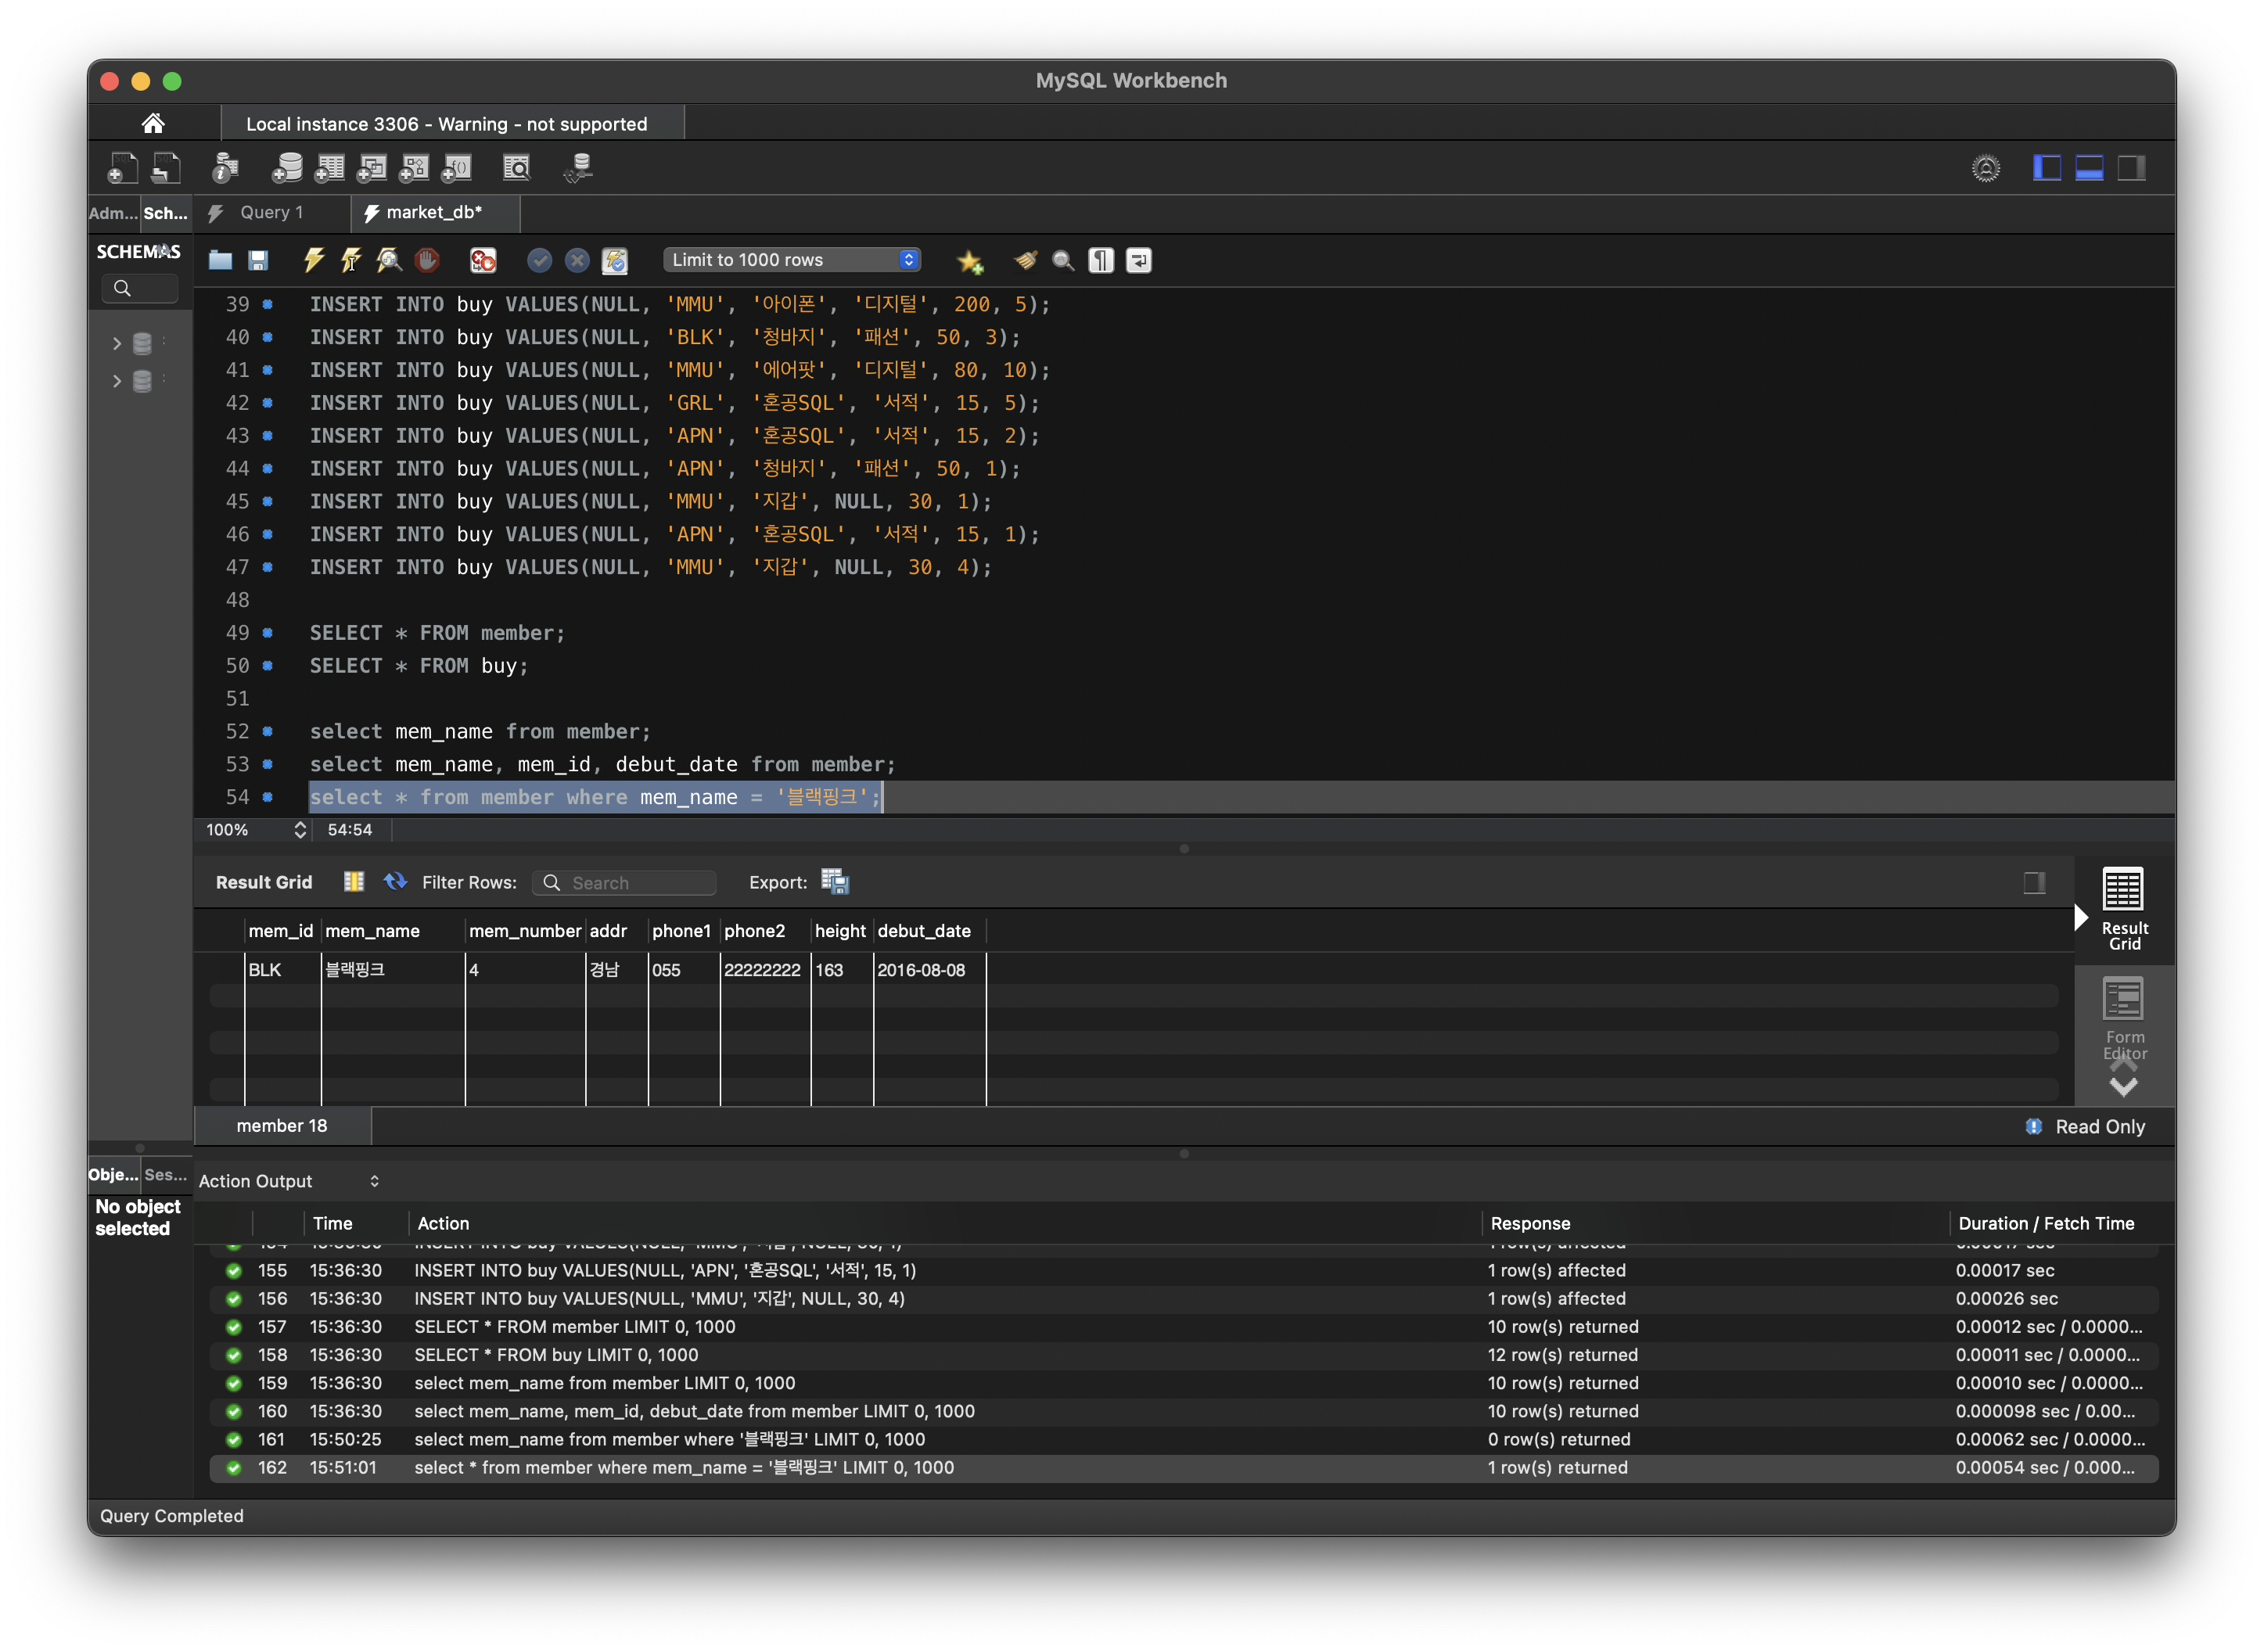 MySQL Workbench
Local instance 3306 - Warning - not supported
Adm... Sch... Query 1 market_db*
SCHEMAS
Limit to 1000 rows
39 INSERT INTO buy VALUES(NULL, 'MMU', '아이폰', '디지털', 200, 5);
40 INSERT INTO buy VALUES(NULL, 'BLK', '청바지', '패션', 50, 3);
41 INSERT INTO buy VALUES(NULL, 'MMU', '에어팟', '디지털', 80, 10);
42 INSERT INTO buy VALUES(NULL, 'GRL', '혼공SQL', '서적', 15, 5);
43 INSERT INTO buy VALUES(NULL, 'APN', '혼공SQL', '서적', 15, 2);
44 INSERT INTO buy VALUES(NULL, 'APN', '청바지', '패션', 50, 1);
45 INSERT INTO buy VALUES(NULL, 'MMU', '지갑', NULL, 30, 1);
46 INSERT INTO buy VALUES(NULL, 'APN', '혼공SQL', '서적', 15, 1);
47 INSERT INTO buy VALUES(NULL, 'MMU', '지갑', NULL, 30, 4);
48
49 SELECT * FROM member;
50 SELECT * FROM buy;
51
52 select mem_name from member;
53 select mem_name, mem_id, debut_date from member;
54 select * from member where mem_name = '블랙핑크';
100% 54:54
Result Grid Filter Rows: Search Export:
mem_id mem_name mem_number addr phone1 phone2 height debut_date
BLK 블랙핑크 4 경남 055 22222222 163 2016-08-08
Result
Grid
Form
Editor
member 18 Read Only
Obje... Ses... Action Output
No object
selected
Time Action Response Duration / Fetch Time
155 15:36:30 INSERT INTO buy VALUES(NULL, 'APN', '혼공SQL', '서적', 15, 1) 1 row(s) affected 0.00017 sec
156 15:36:30 INSERT INTO buy VALUES(NULL, 'MMU', '지갑', NULL, 30, 4) 1 row(s) affected 0.00026 sec
157 15:36:30 SELECT * FROM member LIMIT 0, 1000 10 row(s) returned 0.00012 sec / 0.0000...
158 15:36:30 SELECT * FROM buy LIMIT 0, 1000 12 row(s) returned 0.00011 sec / 0.0000...
159 15:36:30 select mem_name from member LIMIT 0, 1000 10 row(s) returned 0.00010 sec / 0.0000...
160 15:36:30 select mem_name, mem_id, debut_date from member LIMIT 0, 1000 10 row(s) returned 0.000098 sec / 0.00...
161 15:50:25 select mem_name from member where '블랙핑크' LIMIT 0, 1000 0 row(s) returned 0.00062 sec / 0.0000...
162 15:51:01 select * from member where mem_name = '블랙핑크' LIMIT 0, 1000 1 row(s) returned 0.00054 sec / 0.000...
Query Completed